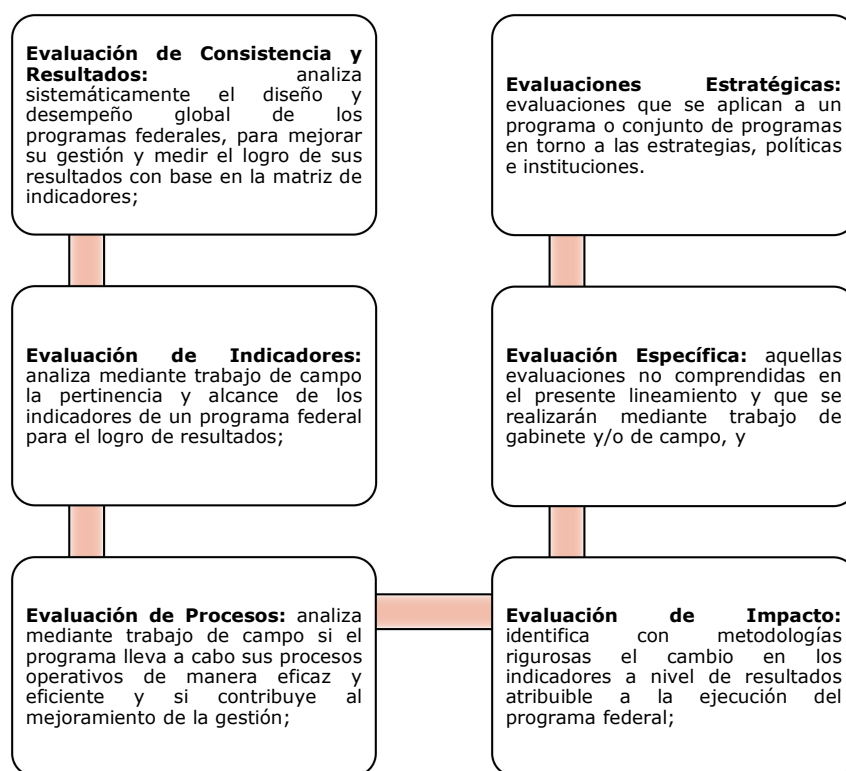 Evaluación de Consistencia y
Resultados: analiza
sistemáticamente el diseño y
desempeño global de los
programas federales, para mejorar
su gestión y medir el logro de sus
resultados con base en la matriz de
indicadores;
Evaluación de Indicadores:
analiza mediante trabajo de campo
la pertinencia y alcance de los
indicadores de un programa federal
para el logro de resultados;
Evaluación de Procesos: analiza
mediante trabajo de campo si el
programa lleva a cabo sus procesos
operativos de manera eficaz y
eficiente y si contribuye al
mejoramiento de la gestión;
Evaluación de Impacto:
identifica con metodologías
rigurosas el cambio en los
indicadores a nivel de resultados
atribuible a la ejecución del
programa federal;
Evaluación Específica: aquellas
evaluaciones no comprendidas en
el presente lineamiento y que se
realizarán mediante trabajo de
gabinete y/o de campo, y
Evaluaciones Estratégicas:
evaluaciones que se aplican a un
programa o conjunto de programas
en torno a las estrategias, políticas
e instituciones.